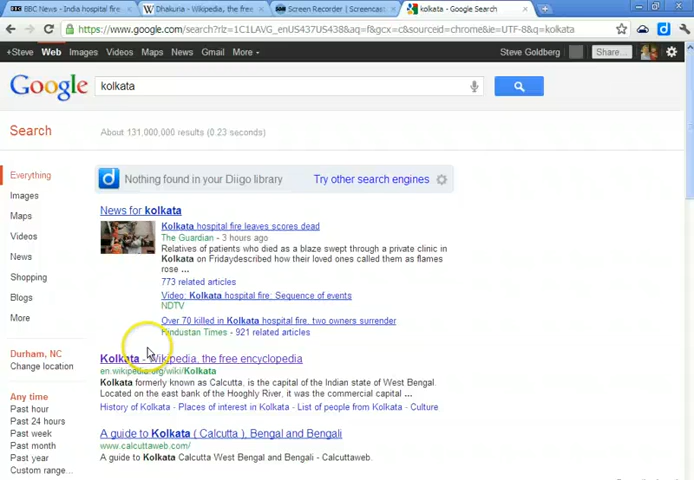 BBC News - India hospital fire
Dhakuria - Wikipedia, the free
Screen Recorder | Screencast
kolkata - Google Search
https://www.google.com/search?rlz=1C1LAVG_enUS437US438&aq=f&gcx=c&sourceid=chrome&ie=UTF-8&q=kolkata
+Steve Web Images Videos Maps News Gmail More
Steve Goldberg
Share...
Google
kolkata
Search
About 131,000,000 results (0.23 seconds)
Everything
Images
Maps
Videos
News
Shopping
Blogs
More
Durham, NC
Change location
Any time
Past hour
Past 24 hours
Past week
Past month
Past year
Custom range...
d Nothing found in your Diigo library Try other search engines
News for kolkata
Kolkata hospital fire leaves scores dead
The Guardian - 3 hours ago
Relatives of patients who died as a blaze swept through a private clinic in
Kolkata on Fridaydescribed how their loved ones called them as flames
rose ...
773 related articles
Video: Kolkata hospital fire: Sequence of events
NDTV
Over 70 killed in Kolkata hospital fire, two owners surrender
Hindustan Times - 921 related articles
Kolkata - Wikipedia, the free encyclopedia
en.wikipedia.org/wiki/Kolkata
Kolkata formerly known as Calcutta, is the capital of the Indian state of West Bengal.
Located on the east bank of the Hooghly River, it was the commercial capital ...
History of Kolkata - Places of interest in Kolkata - List of people from Kolkata - Culture
A guide to Kolkata ( Calcutta ), Bengal and Bengali
www.calcuttaweb.com/
A guide to Kolkata Calcutta West Bengal and Bengali - Calcuttaweb.